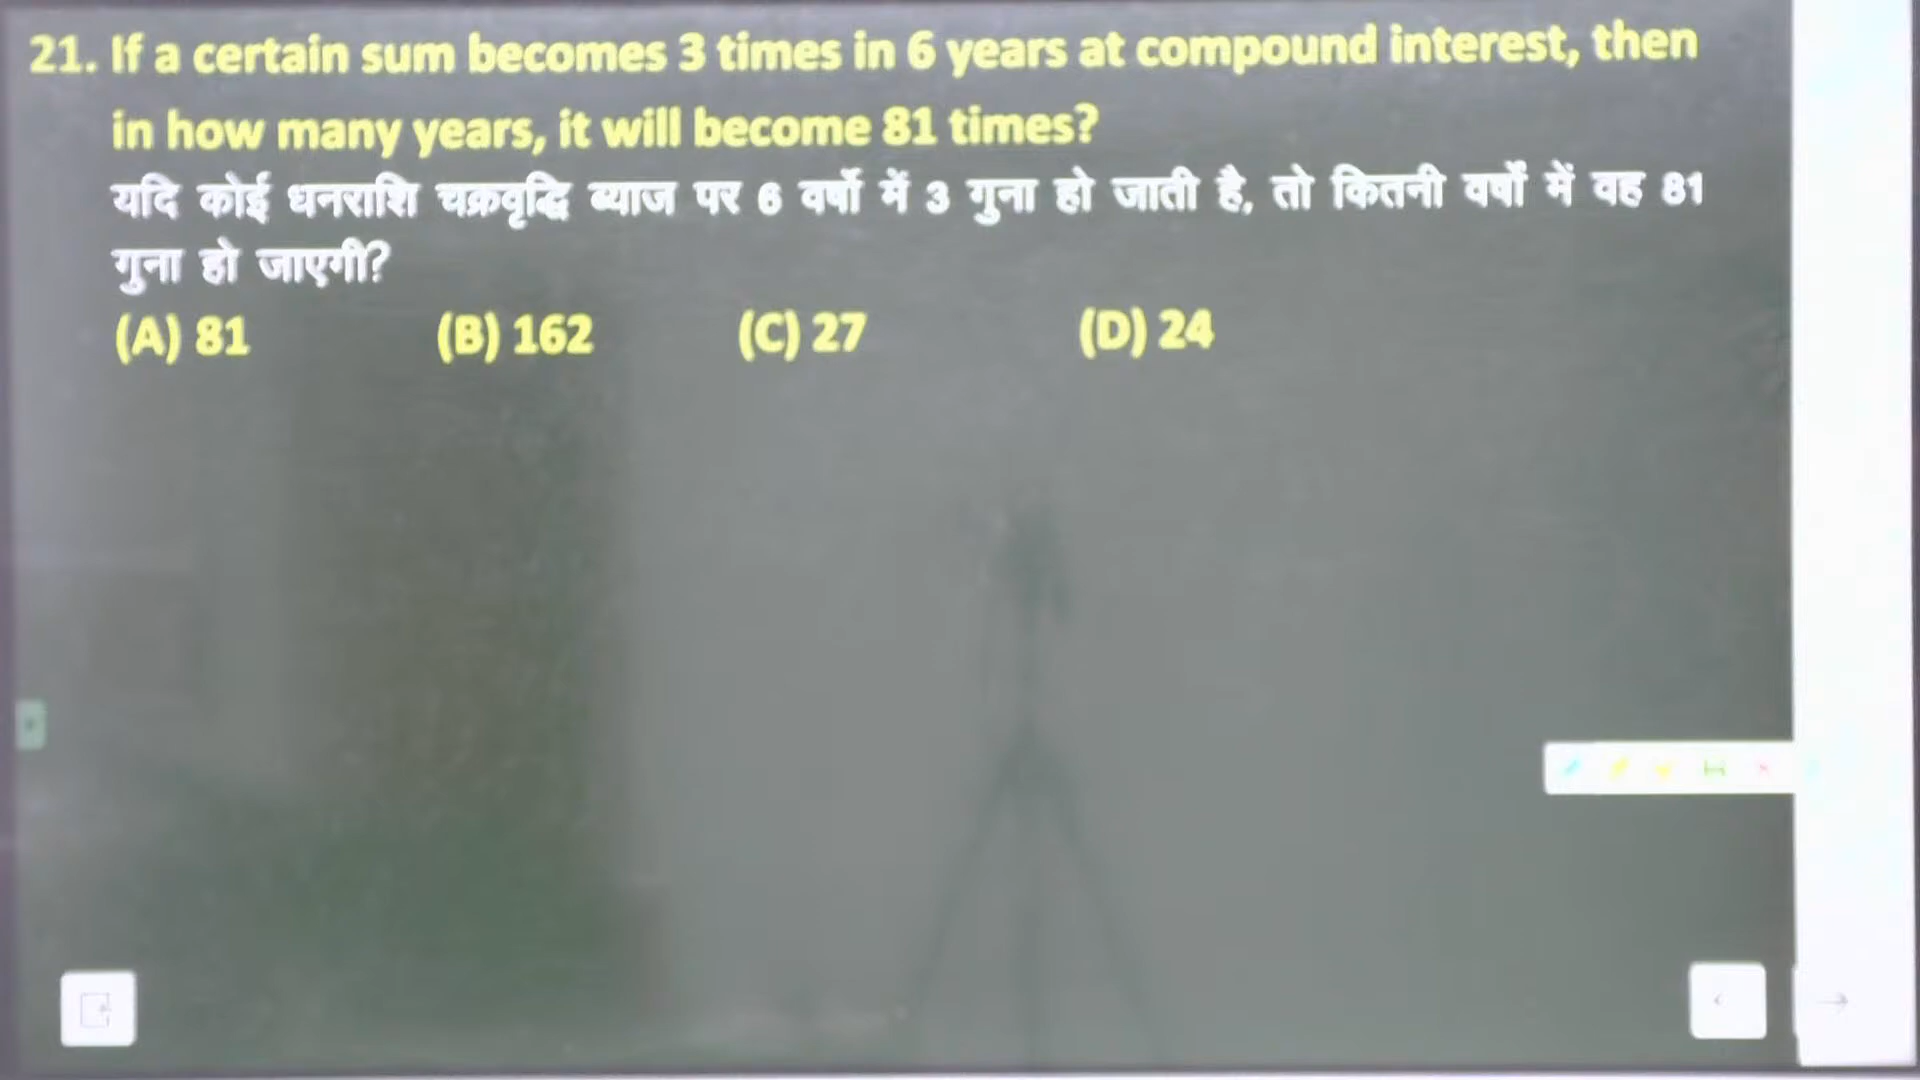 21. If a certain sum becomes 3 times in 6 years at compound interest, then
in how many years, it will become 81 times?
यदि कोई धनराशि चक्रवृद्धि ब्याज पर 6 वर्षो में 3 गुना हो जाती है, तो कितनी वर्षों में वह 81
गुना हो जाएगी?
(A) 81 (B) 162 (C) 27 (D) 24